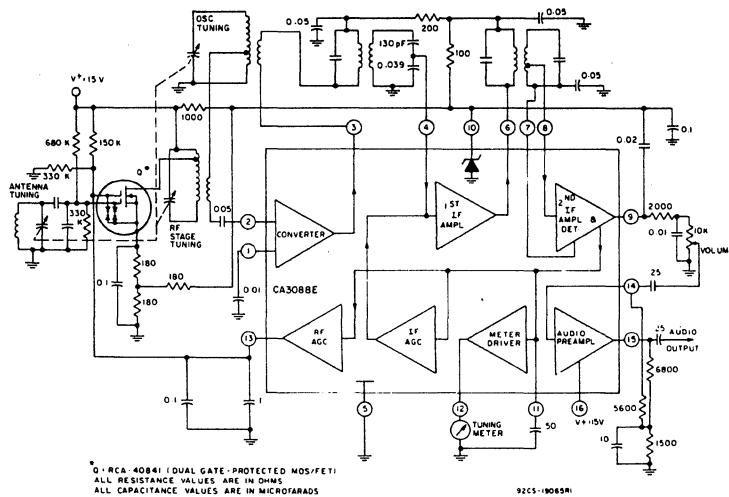 OSC
TUNING
0.05
200
0.05
130 pF
0.039
100
0.05
V+ +15 V
1000
680 K
150 K
330 K
Q*
ANTENNA
TUNING
330
K
RF
STAGE
TUNING
0.05
3
4
10
6
7
8
0.02
0.1
2
CONVERTER
1
0.01
CA3088E
1ST
IF
AMPL
2ND
IF
AMPL &
DET
9
2000
0.01
10K
VOLUM
25
14
180
180
180
0.1
13
RF
AGC
IF
AGC
METER
DRIVER
AUDIO
PREAMPL
15
25
AUDIO
OUTPUT
6800
0.1
1
5
12
TUNING
METER
11
50
16
V+ +15V
5600
10
1500
*Q - RCA - 40841 (DUAL GATE - PROTECTED MOS/FET)
ALL RESISTANCE VALUES ARE IN OHMS
ALL CAPACITANCE VALUES ARE IN MICROFARADS
92CS-19065R1